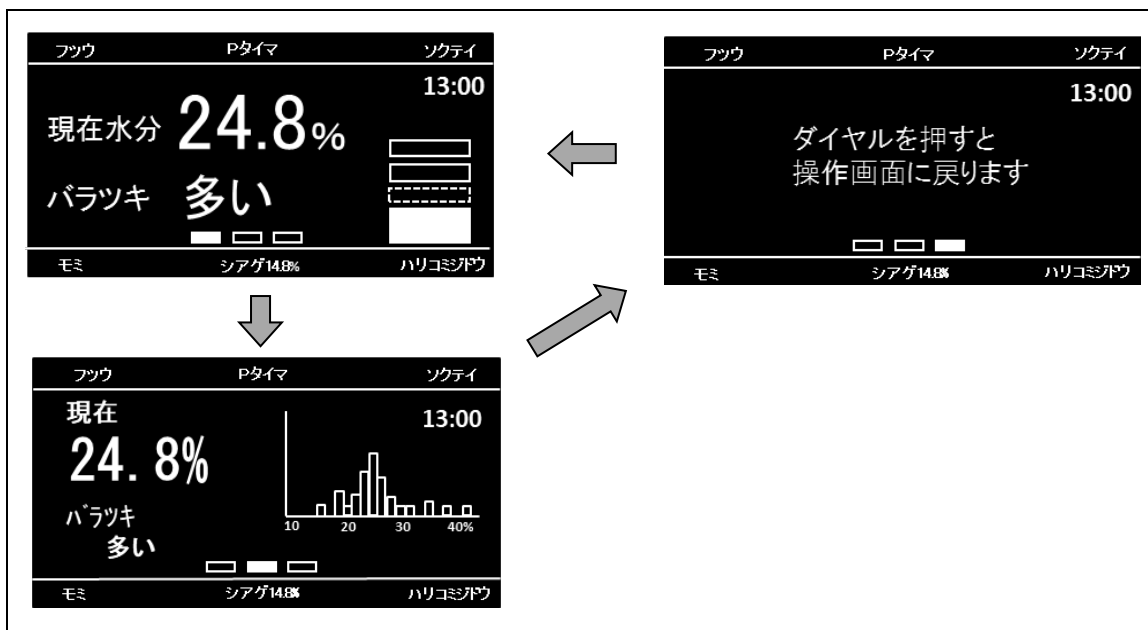 フツウ Pタイマ ソクテイ
13:00
現在水分 24.8%
バラツキ 多い
モミ シアゲ14.8% ハリコミジドウ
フツウ Pタイマ ソクテイ
13:00
ダイヤルを押すと
操作画面に戻ります
モミ シアゲ14.8% ハリコミジドウ
フツウ Pタイマ ソクテイ
現在 13:00
24.8%
バラツキ
多い
10 20 30 40%
モミ シアゲ14.8% ハリコミジドウ